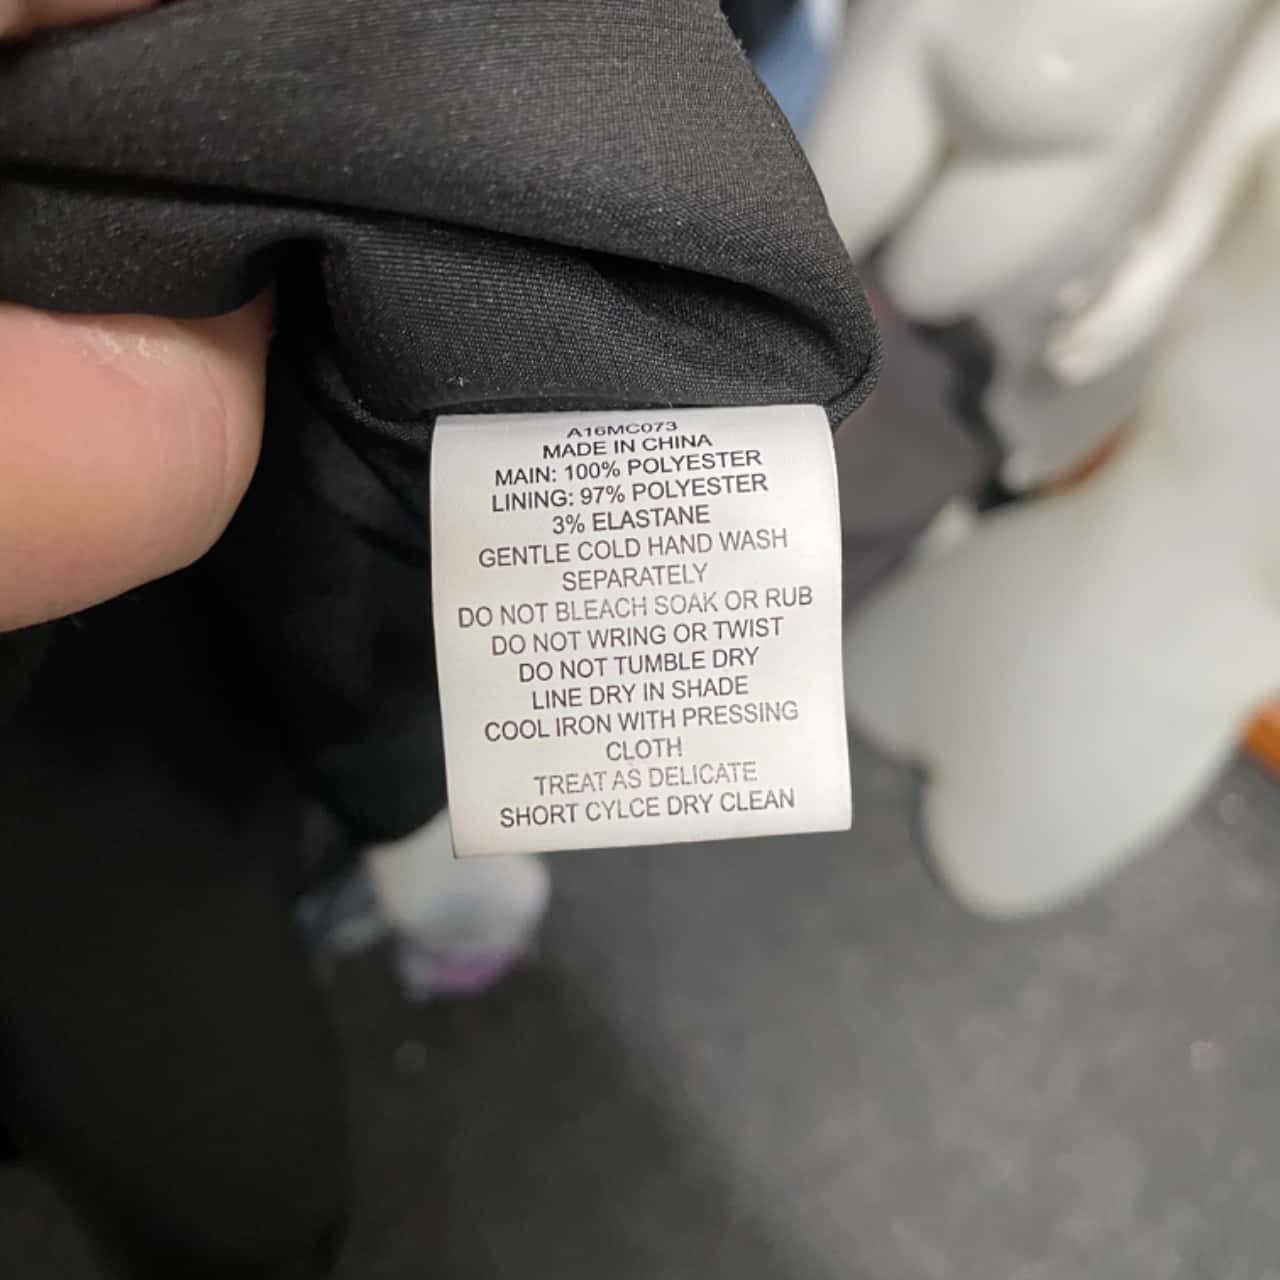 A16MC073
MADE IN CHINA
MAIN: 100% POLYESTER
LINING: 97% POLYESTER
3% ELASTANE
GENTLE COLD HAND WASH
SEPARATELY
DO NOT BLEACH SOAK OR RUB
DO NOT WRING OR TWIST
DO NOT TUMBLE DRY
LINE DRY IN SHADE
COOL IRON WITH PRESSING
CLOTH
TREAT AS DELICATE
SHORT CYLCE DRY CLEAN